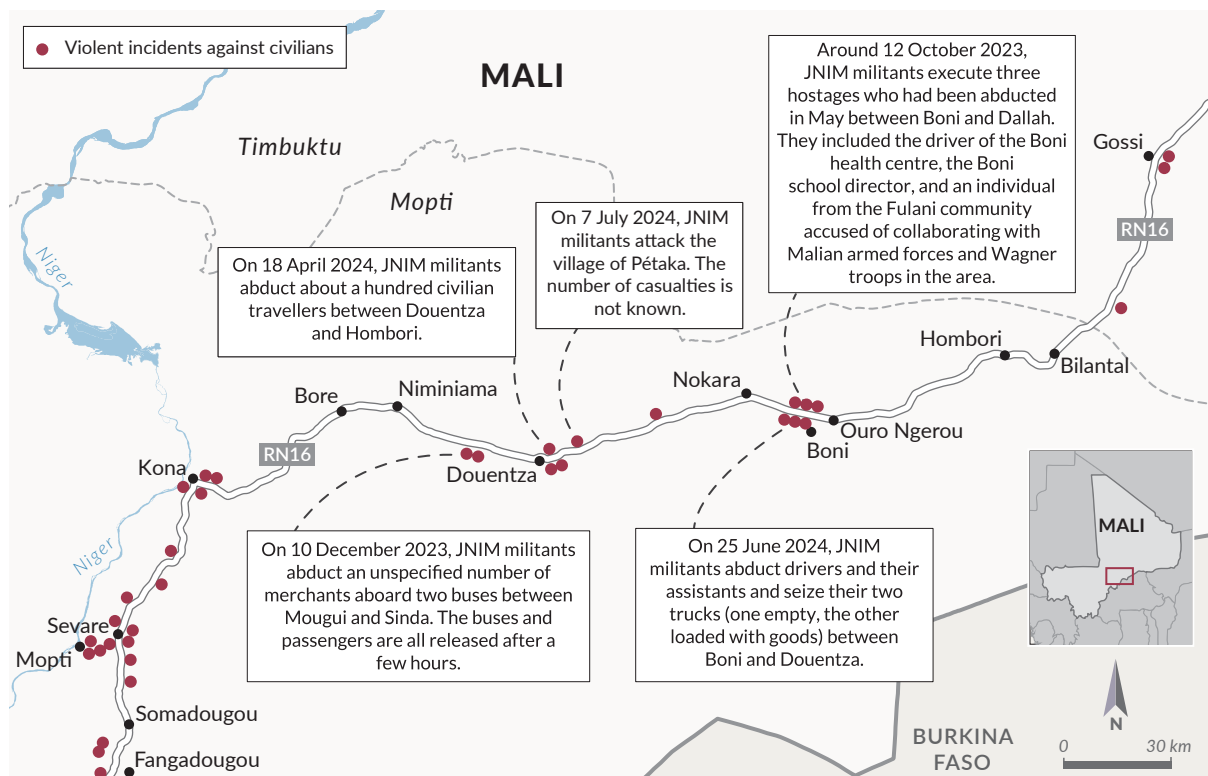 Violent incidents against civilians
MALI
Timbuktu
Mopti
Around 12 October 2023,
JNIM militants execute three
hostages who had been abducted
in May between Boni and Dallah.
They included the driver of the Boni
health centre, the Boni
school director, and an individual
from the Fulani community
accused of collaborating with
Malian armed forces and Wagner
troops in the area.
Gossi
RN16
On 7 July 2024, JNIM
militants attack the
village of Pétaka. The
number of casualties is
not known.
On 18 April 2024, JNIM militants
abduct about a hundred civilian
travellers between Douentza
and Hombori.
Niger
Hombori
Bilantal
Nokara
Niminiama
Bore
Ouro Ngerou
Boni
RN16
Kona
Douentza
Niger
On 10 December 2023, JNIM militants
abduct an unspecified number of
merchants aboard two buses between
Mougui and Sinda. The buses and
passengers are all released after a
few hours.
On 25 June 2024, JNIM
militants abduct drivers and their
assistants and seize their two
trucks (one empty, the other
loaded with goods) between
Boni and Douentza.
MALI
Sevare
Mopti
Somadougou
Fangadougou
BURKINA
FASO
N
0 30 km